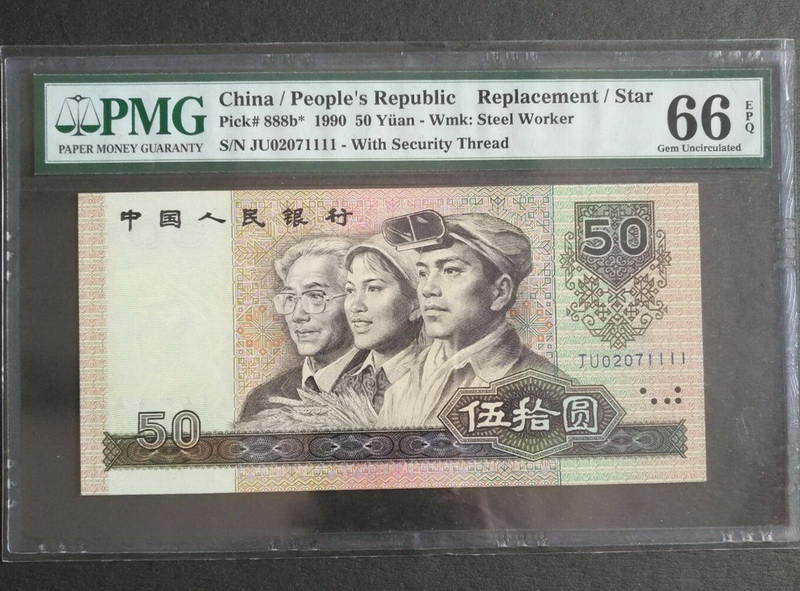 PMG
PAPER MONEY GUARANTY
China / People's Republic Replacement / Star
Pick# 888b* 1990 50 Yüan - Wmk: Steel Worker
S/N JU02071111 - With Security Thread
66 EPQ
Gem Uncirculated
中国人民银行
50
JU02071111
50
伍拾圆